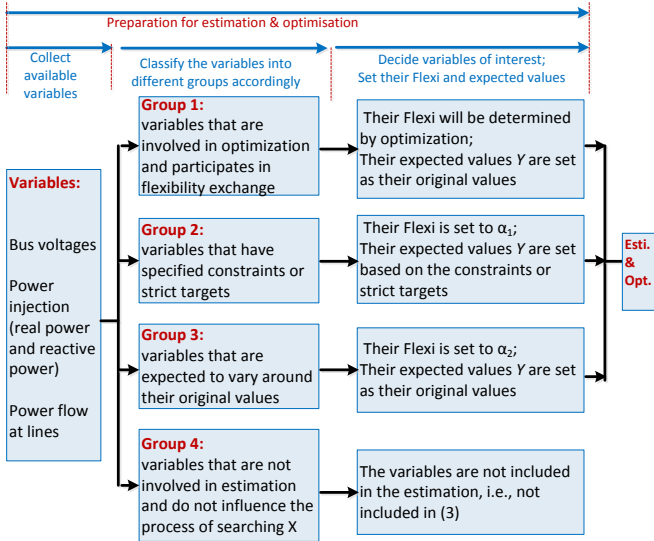 Preparation for estimation & optimisation
Collect
available
variables
Classify the variables into
different groups accordingly
Decide variables of interest;
Set their Flexi and expected values
Variables:
Bus voltages
Power
injection
(real power
and reactive
power)
Power flow
at lines
Group 1:
variables that are
involved in optimization
and participates in
flexibility exchange
Their Flexi will be determined
by optimization;
Their expected values Y are set
as their original values
Group 2:
variables that have
specified constraints or
strict targets
Their Flexi is set to α₁;
Their expected values Y are set
based on the constraints or
strict targets
Group 3:
variables that are
expected to vary around
their original values
Their Flexi is set to α₂;
Their expected values Y are set
as their original values
Group 4:
variables that are not
involved in estimation
and do not influence the
process of searching X
The variables are not included
in the estimation, i.e., not
included in (3)
Esti.
&
Opt.